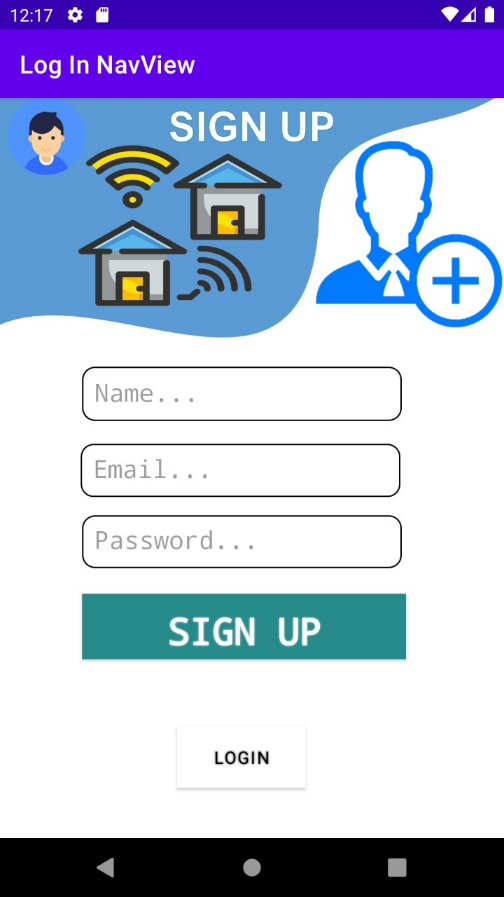 12:17
Log In NavView
SIGN UP
Name...
Email...
Password...
SIGN UP
LOGIN